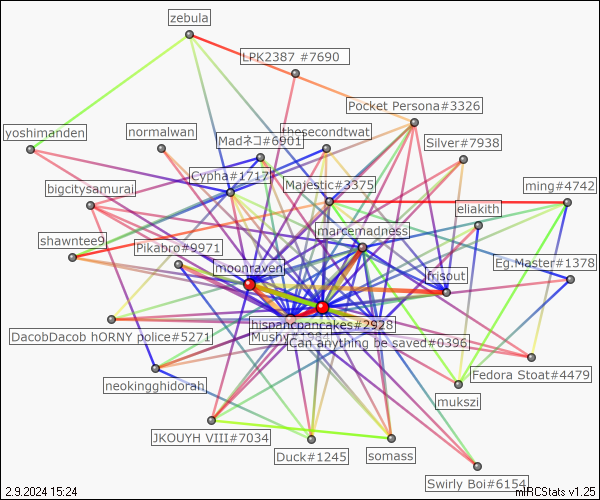 zebula
LPK2387 #7690
Pocket Persona#3326
yoshimanden
normalwan
thesecondtwat
Madネコ#6901
Silver#7938
Cypha#1717
Majestic#3375
ming#4742
bigcitysamurai
eliakith
marcemadness
shawntee9
Pikabro#9971
moonraven
frisout
Eg.Master#1378
hispancpancakes#2928
DacobDacob hORNY police#5271
Can anything be saved#0396
Fedora Stoat#4479
neokingghidorah
mukszi
JKOUYH VIII#7034
Duck#1245
somass
Swirly Boi#6154
2.9.2024 15:24
mIRCStats v1.25